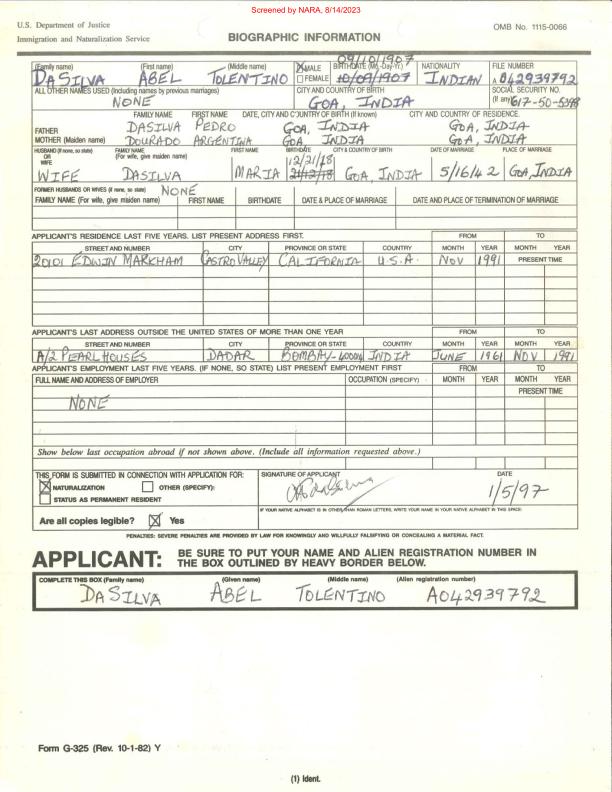 Screened by NARA, 8/14/2023
U.S. Department of Justice
Immigration and Naturalization Service
OMB No. 1115-0066
BIOGRAPHIC INFORMATION
(Family name) (First name) (Middle name) MALE FEMALE BIRTHDATE (Mo.-Day-Yr.) NATIONALITY FILE NUMBER
DASILVA ABEL TOLENTINO 09/10/1907 10/09/1907 INDIAN A 042939792
ALL OTHER NAMES USED (Including names by previous marriages) CITY AND COUNTRY OF BIRTH SOCIAL SECURITY NO. (If any)
NONE GOA, INDIA 617-50-5398
FAMILY NAME FIRST NAME DATE, CITY AND COUNTRY OF BIRTH (If known) CITY AND COUNTRY OF RESIDENCE.
FATHER DASILVA PEDRO GOA, INDIA GOA, INDIA
MOTHER (Maiden name) DOURADO ARGENTINA GOA, INDIA GOA, INDIA
HUSBAND (If none, so state) OR WIFE FAMILY NAME (For wife, give maiden name) FIRST NAME BIRTHDATE CITY & COUNTRY OF BIRTH DATE OF MARRIAGE PLACE OF MARRIAGE
12/21/18
WIFE DASILVA MARIA 21/12/18 GOA, INDIA 5/16/42 GOA, INDIA
FORMER HUSBANDS OR WIVES (if none, so state) NONE
FAMILY NAME (For wife, give maiden name) FIRST NAME BIRTHDATE DATE & PLACE OF MARRIAGE DATE AND PLACE OF TERMINATION OF MARRIAGE
APPLICANT'S RESIDENCE LAST FIVE YEARS. LIST PRESENT ADDRESS FIRST. FROM TO
STREET AND NUMBER CITY PROVINCE OR STATE COUNTRY MONTH YEAR MONTH YEAR
20101 EDWIN MARKHAM CASTRO VALLEY CALIFORNIA U.S.A. NOV 1991 PRESENT TIME
APPLICANT'S LAST ADDRESS OUTSIDE THE UNITED STATES OF MORE THAN ONE YEAR FROM TO
STREET AND NUMBER CITY PROVINCE OR STATE COUNTRY MONTH YEAR MONTH YEAR
A/2 PEARL HOUSES DADAR BOMBAY-400014 INDIA JUNE 1961 NOV 1991
APPLICANT'S EMPLOYMENT LAST FIVE YEARS. (IF NONE, SO STATE) LIST PRESENT EMPLOYMENT FIRST FROM TO
FULL NAME AND ADDRESS OF EMPLOYER OCCUPATION (SPECIFY) MONTH YEAR MONTH YEAR
PRESENT TIME
NONE
Show below last occupation abroad if not shown above. (Include all information requested above.)
THIS FORM IS SUBMITTED IN CONNECTION WITH APPLICATION FOR: SIGNATURE OF APPLICANT DATE
NATURALIZATION OTHER (SPECIFY):
STATUS AS PERMANENT RESIDENT 1/5/97
IF YOUR NATIVE ALPHABET IS IN OTHER THAN ROMAN LETTERS, WRITE YOUR NAME IN YOUR NATIVE ALPHABET IN THIS SPACE:
Are all copies legible? Yes
PENALTIES: SEVERE PENALTIES ARE PROVIDED BY LAW FOR KNOWINGLY AND WILLFULLY FALSIFYING OR CONCEALING A MATERIAL FACT.
APPLICANT: BE SURE TO PUT YOUR NAME AND ALIEN REGISTRATION NUMBER IN
THE BOX OUTLINED BY HEAVY BORDER BELOW.
COMPLETE THIS BOX (Family name) (Given name) (Middle name) (Alien registration number)
DASILVA ABEL TOLENTINO A042939792
Form G-325 (Rev. 10-1-82) Y
(1) Ident.